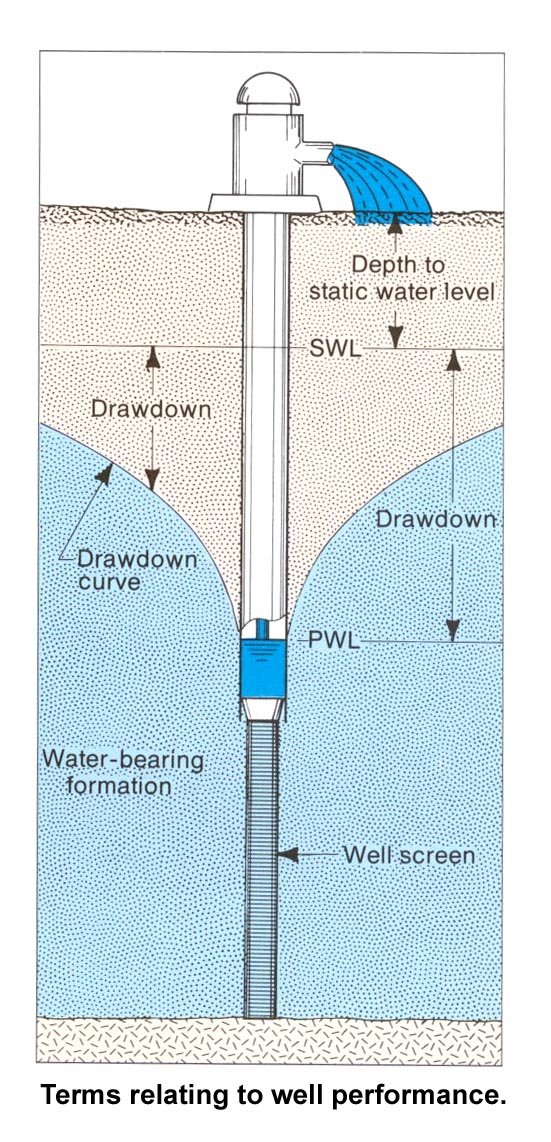 Depth to
static water level
SWL
Drawdown
Drawdown
Drawdown
curve
PWL
Water-bearing
formation
Well screen
Terms relating to well performance.